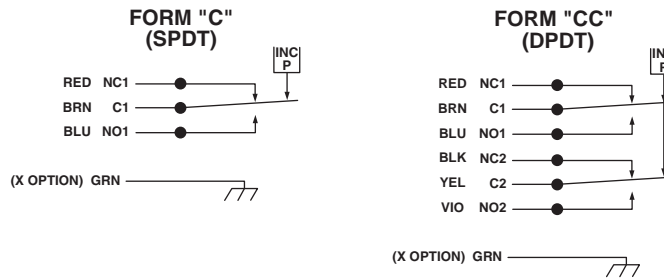 FORM "C"
(SPDT)
INC
P
RED NC1
BRN C1
BLU NO1
(X OPTION) GRN
FORM "CC"
(DPDT)
RED NC1
BRN C1
BLU NO1
BLK NC2
YEL C2
VIO NO2
(X OPTION) GRN